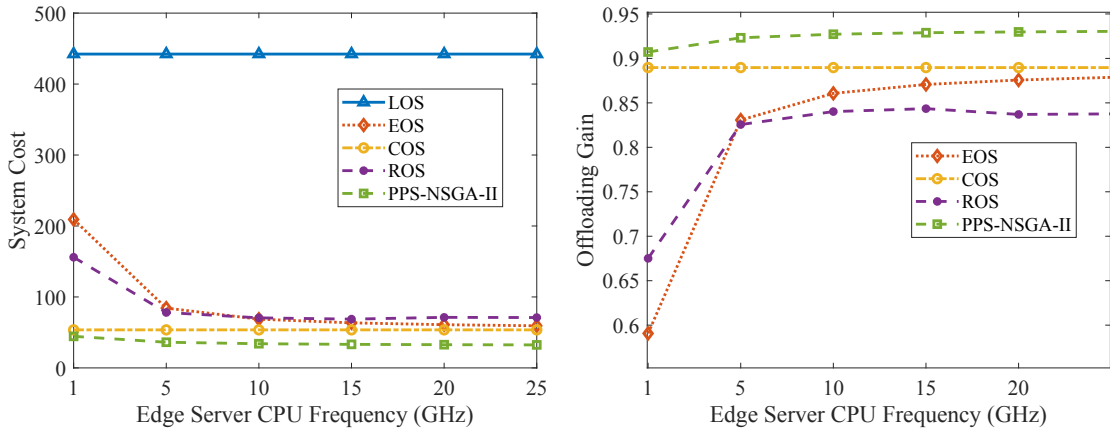 500
400
300
200
100
0
System Cost
LOS
EOS
COS
ROS
PPS-NSGA-II
1 5 10 15 20 25
Edge Server CPU Frequency (GHz)
0.95
0.9
0.85
0.8
0.75
0.7
0.65
0.6
Offloading Gain
EOS
COS
ROS
PPS-NSGA-II
1 5 10 15 20
Edge Server CPU Frequency (GHz)